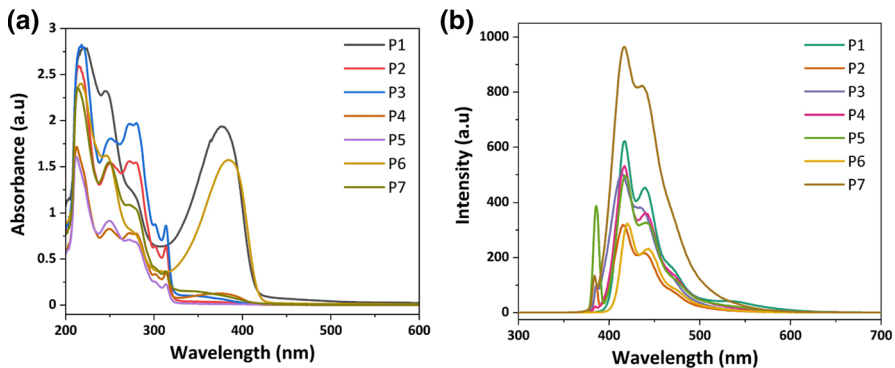 (a)
Absorbance (a.u)
3
2.5
2
1.5
1
0.5
0
200
300
400
500
600
Wavelength (nm)
P1
P2
P3
P4
P5
P6
P7
(b)
Intensity (a.u)
1000
800
600
400
200
0
300
400
500
600
700
Wavelength (nm)
P1
P2
P3
P4
P5
P6
P7